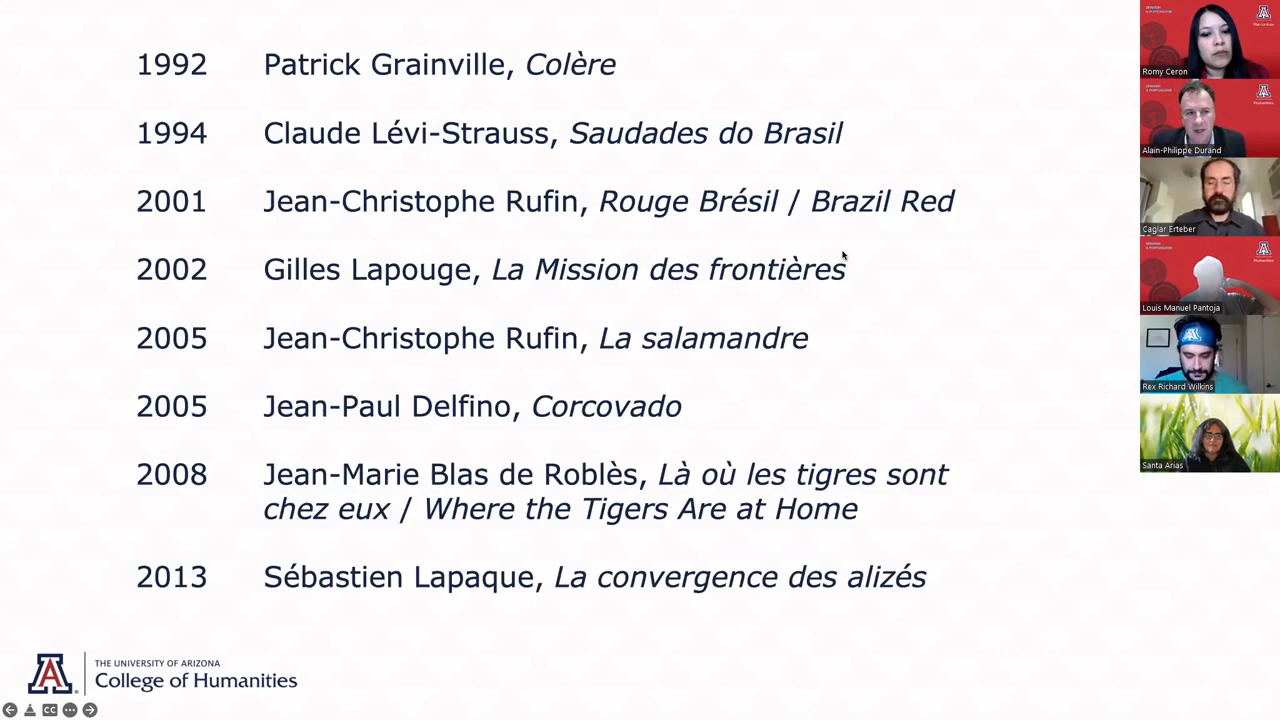 1992 Patrick Grainville, Colère
1994 Claude Lévi-Strauss, Saudades do Brasil
2001 Jean-Christophe Rufin, Rouge Brésil / Brazil Red
2002 Gilles Lapouge, La Mission des frontières
2005 Jean-Christophe Rufin, La salamandre
2005 Jean-Paul Delfino, Corcovado
2008 Jean-Marie Blas de Roblès, Là où les tigres sont
chez eux / Where the Tigers Are at Home
2013 Sébastien Lapaque, La convergence des alizés
THE UNIVERSITY OF ARIZONA
College of Humanities
CC
Romy Ceron
Alain-Philippe Durand
Caglar Erteber
Louis Manuel Pantoja
Rex Richard Wilkins
Santa Arias